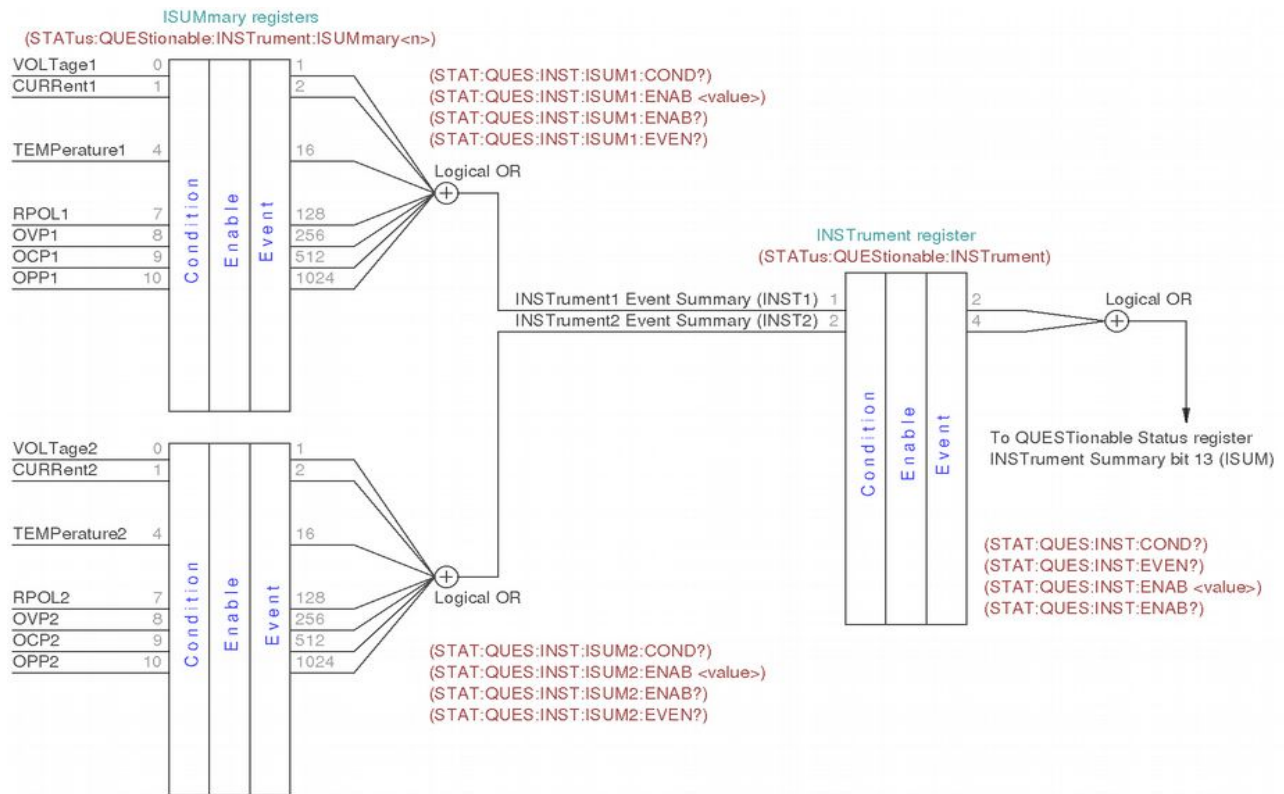 ISUMmary registers
(STATus:QUEStionable:INSTrument:ISUMmary<n>)
VOLTage1 0 1
CURRent1 1 2
TEMPerature1 4 16
RPOL1 7 128
OVP1 8 256
OCP1 9 512
OPP1 10 1024
Condition
Enable
Event
(STAT:QUES:INST:ISUM1:COND?)
(STAT:QUES:INST:ISUM1:ENAB <value>)
(STAT:QUES:INST:ISUM1:ENAB?)
(STAT:QUES:INST:ISUM1:EVEN?)
Logical OR
INSTrument register
(STATus:QUEStionable:INSTrument)
INSTrument1 Event Summary (INST1) 1 2
INSTrument2 Event Summary (INST2) 2 4
Logical OR
Condition
Enable
Event
To QUESTionable Status register
INSTrument Summary bit 13 (ISUM)
(STAT:QUES:INST:COND?)
(STAT:QUES:INST:EVEN?)
(STAT:QUES:INST:ENAB <value>)
(STAT:QUES:INST:ENAB?)
VOLTage2 0 1
CURRent2 1 2
TEMPerature2 4 16
RPOL2 7 128
OVP2 8 256
OCP2 9 512
OPP2 10 1024
Condition
Enable
Event
Logical OR
(STAT:QUES:INST:ISUM2:COND?)
(STAT:QUES:INST:ISUM2:ENAB <value>)
(STAT:QUES:INST:ISUM2:ENAB?)
(STAT:QUES:INST:ISUM2:EVEN?)